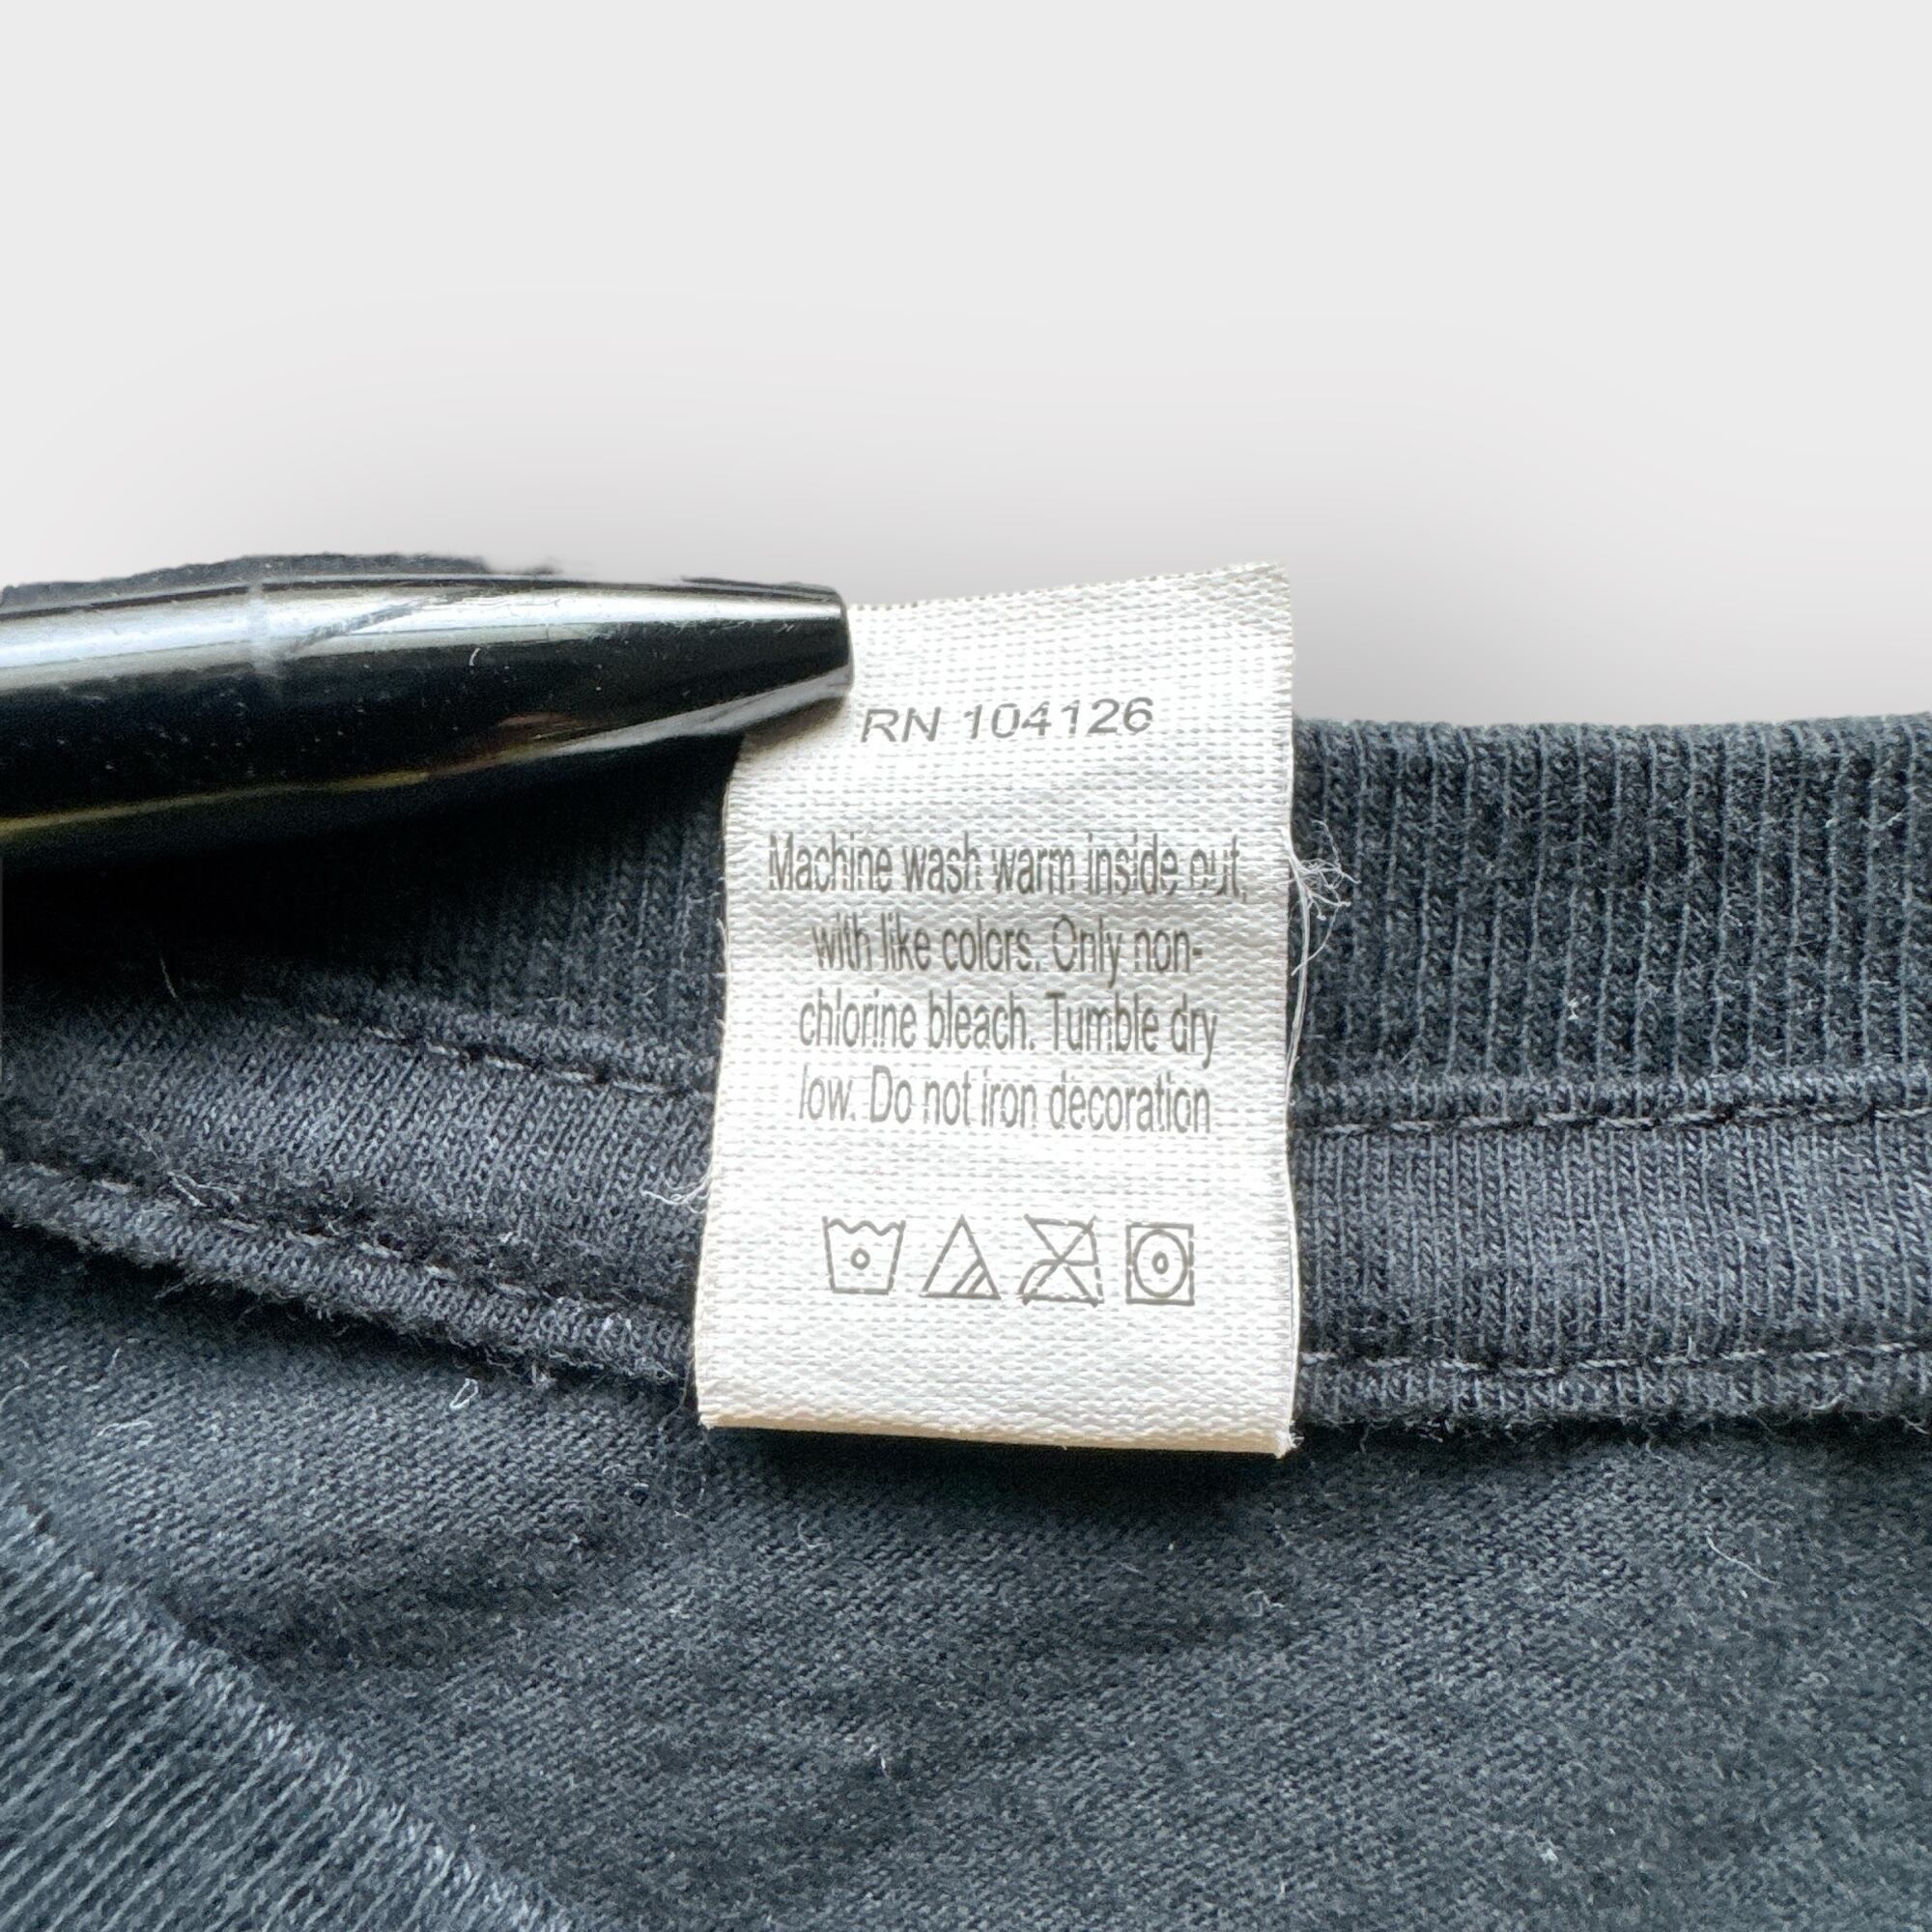 RN 104126
Machine wash warm inside out,
with like colors. Only non-
chlorine bleach. Tumble dry
low. Do not iron decoration